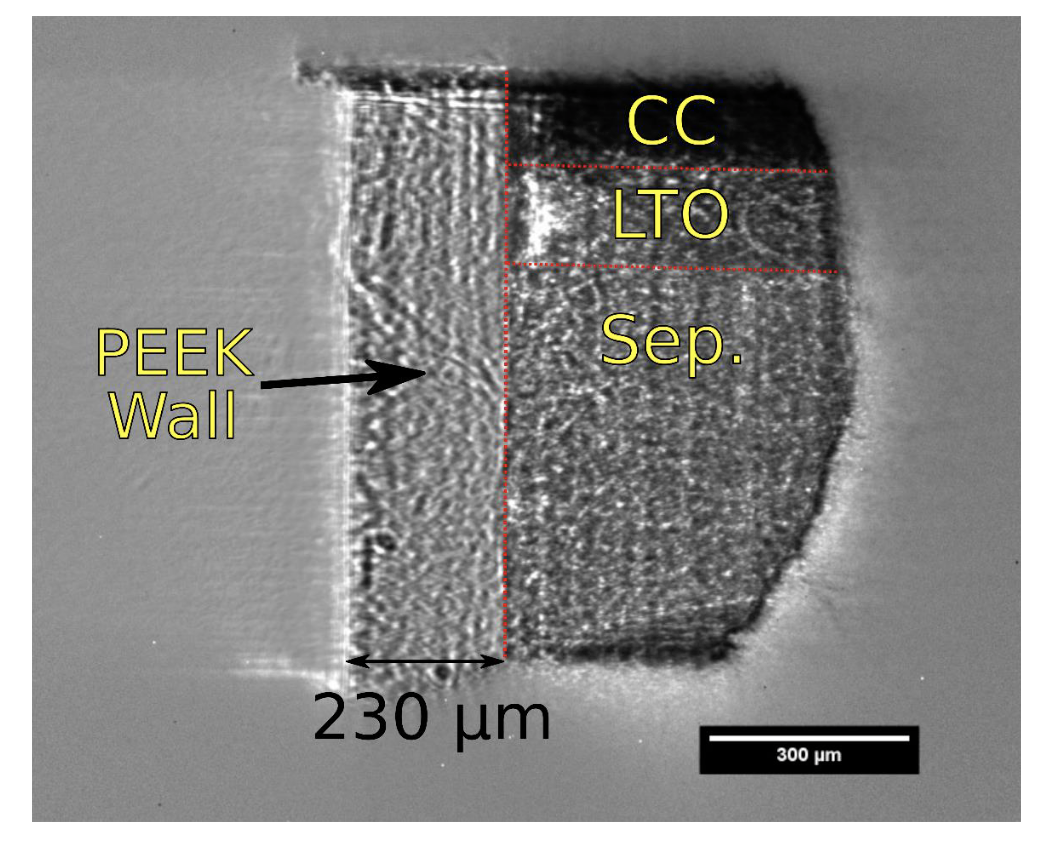 CC
LTO
Sep.
PEEK
Wall
230 µm
300 µm